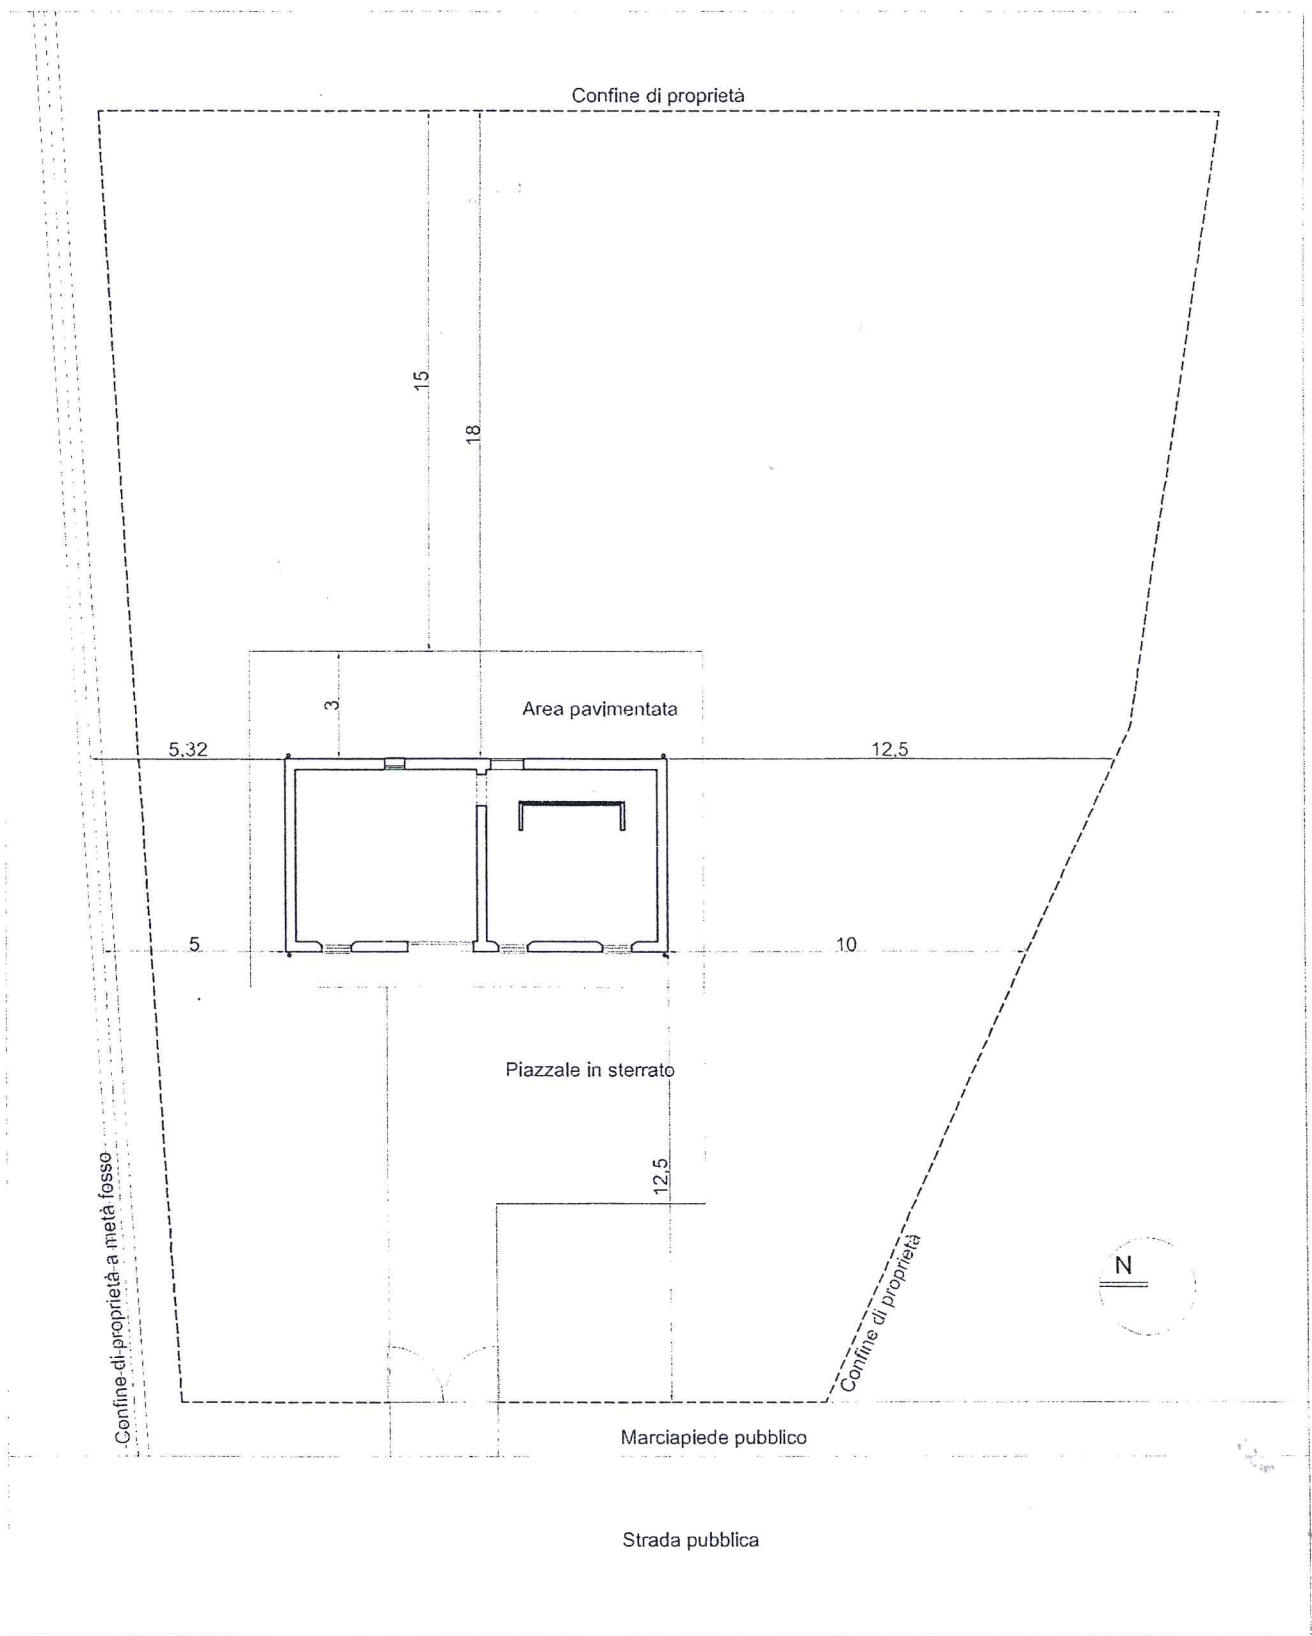 Confine di proprietà
15
18
3
Area pavimentata
5,32
12,5
5
10
Piazzale in sterrato
12,5
Confine di proprietà a metà fosso
Confine di proprietà
N
Marciapiede pubblico
Strada pubblica